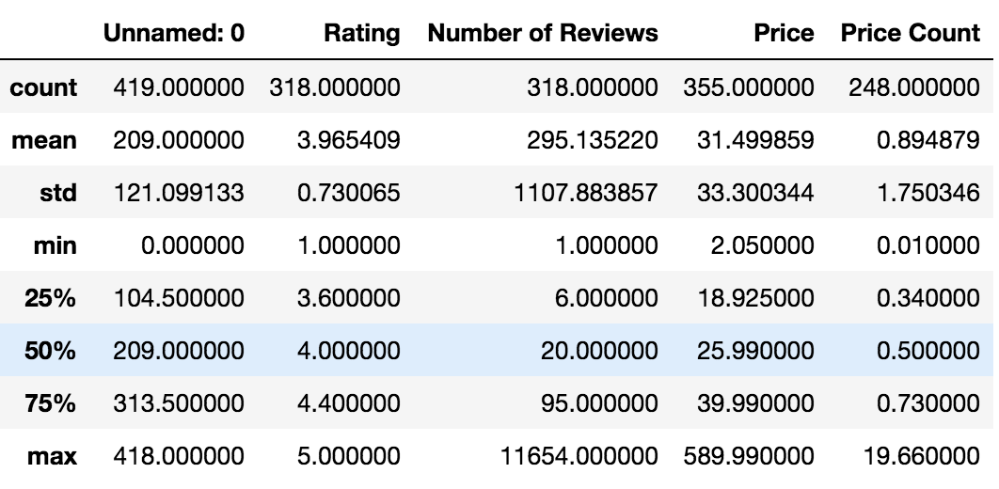 Unnamed: 0 Rating Number of Reviews Price Price Count
count 419.000000 318.000000 318.000000 355.000000 248.000000
mean 209.000000 3.965409 295.135220 31.499859 0.894879
std 121.099133 0.730065 1107.883857 33.300344 1.750346
min 0.000000 1.000000 1.000000 2.050000 0.010000
25% 104.500000 3.600000 6.000000 18.925000 0.340000
50% 209.000000 4.000000 20.000000 25.990000 0.500000
75% 313.500000 4.400000 95.000000 39.990000 0.730000
max 418.000000 5.000000 11654.000000 589.990000 19.660000